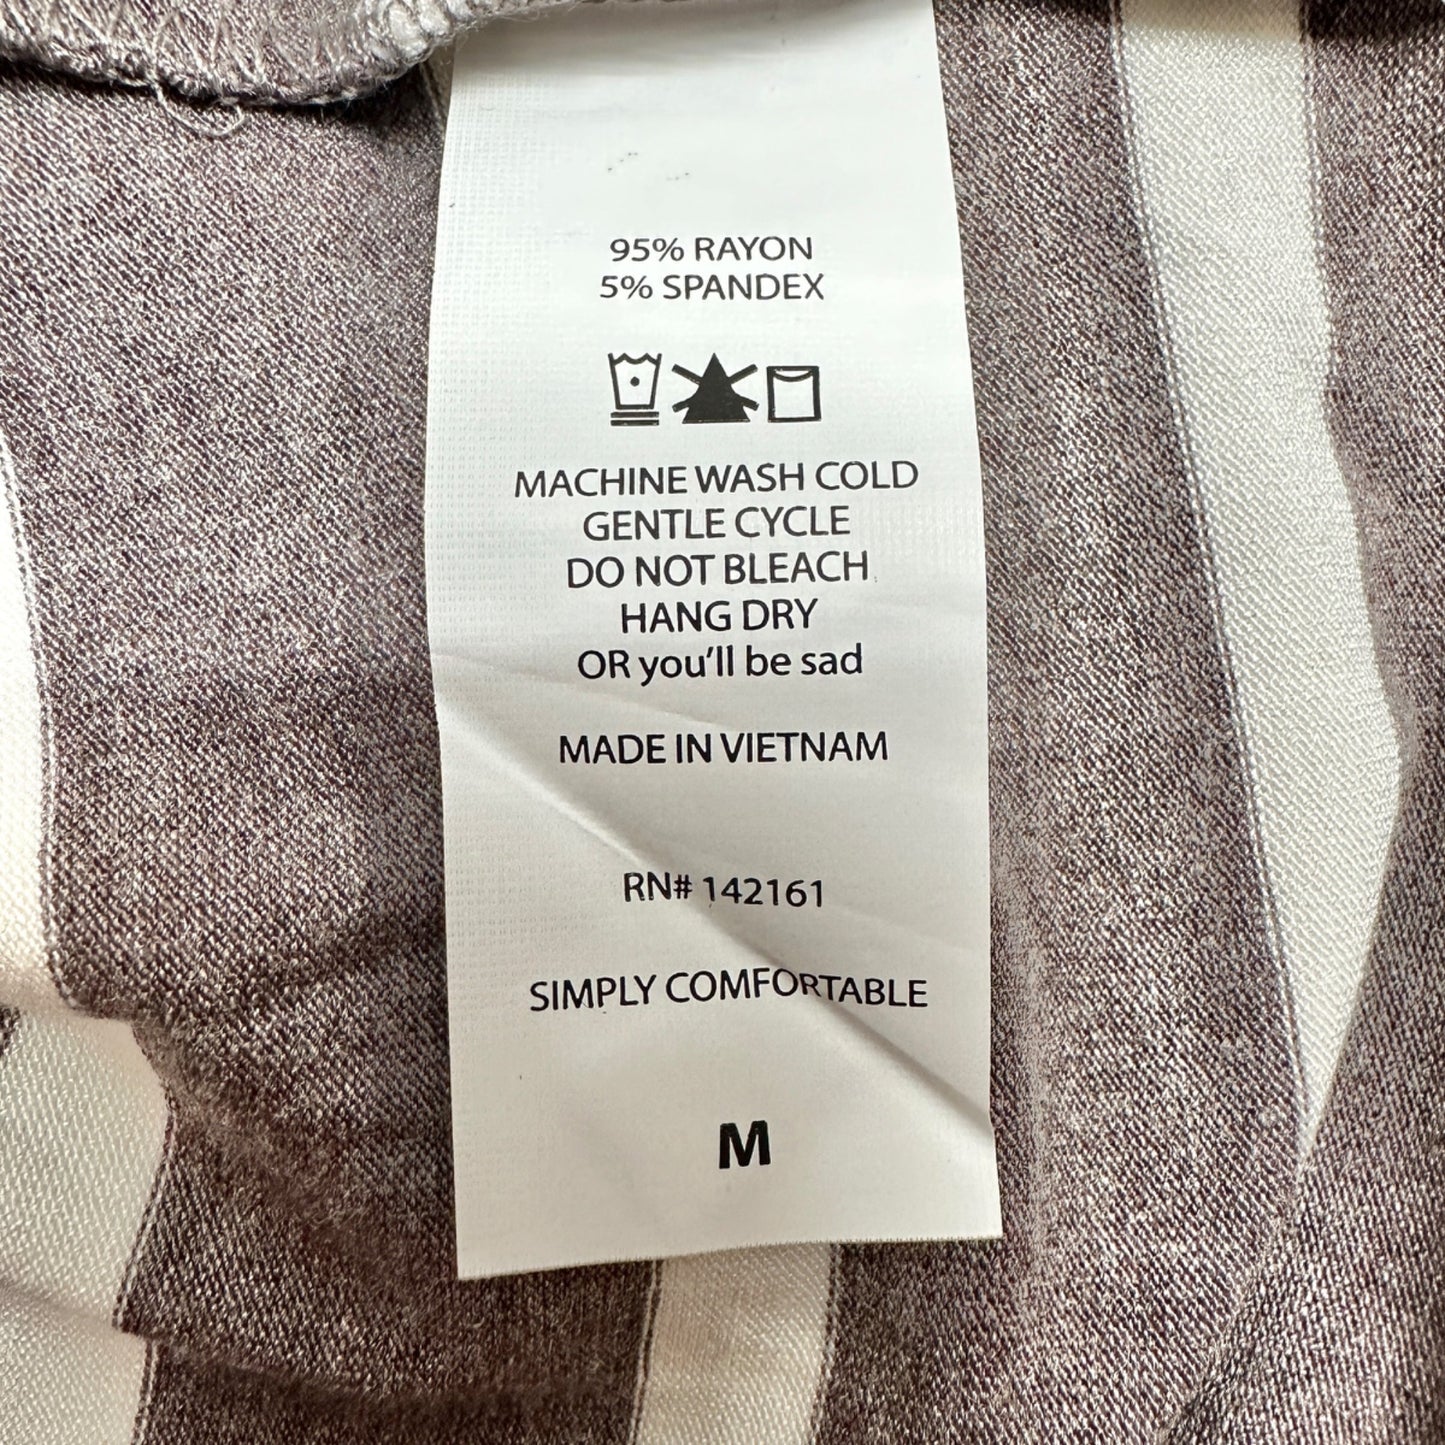 95% RAYON
5% SPANDEX
MACHINE WASH COLD
GENTLE CYCLE
DO NOT BLEACH
HANG DRY
OR you'll be sad
MADE IN VIETNAM
RN# 142161
SIMPLY COMFORTABLE
M